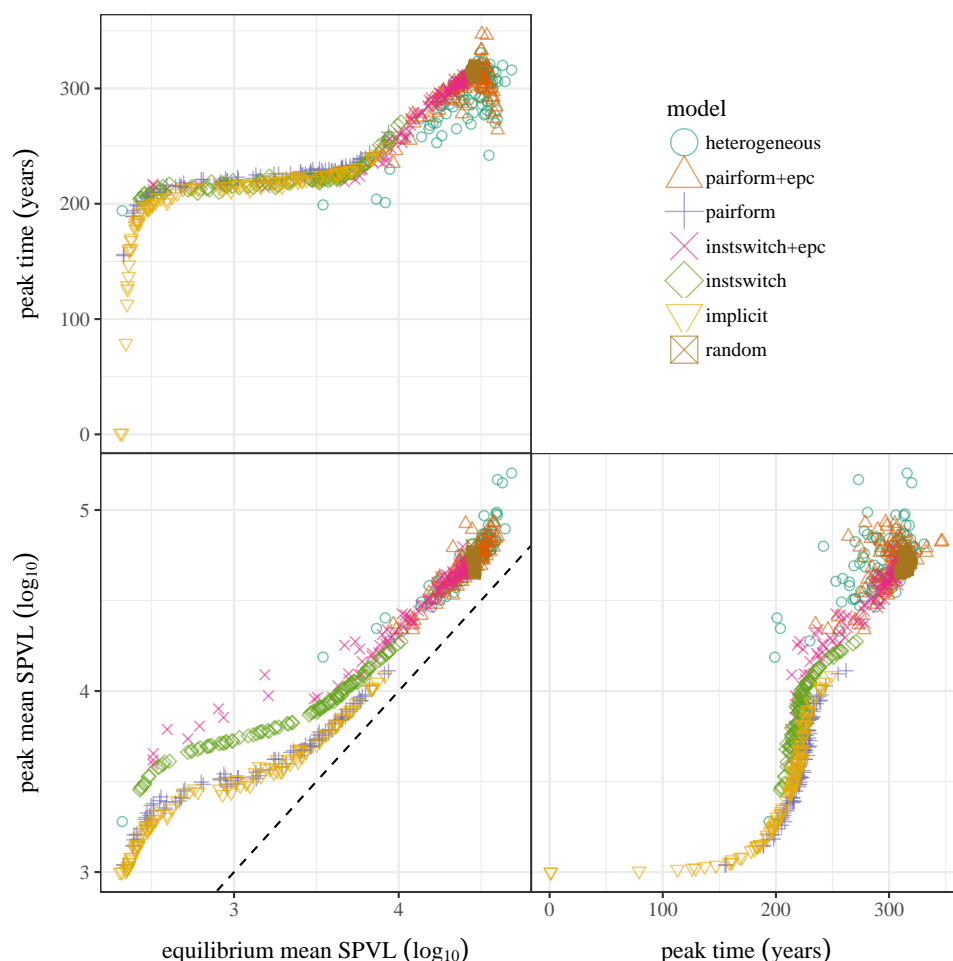 300
200
100
0
peak time (years)
model
heterogeneous
pairform+epc
pairform
instswitch+epc
instswitch
implicit
random
5
4
3
peak mean SPVL (log₁₀)
3 4
0 100 200 300
equilibrium mean SPVL (log₁₀)
peak time (years)